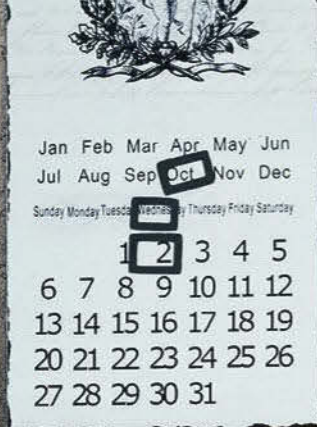 Jan Feb Mar Apr May Jun
Jul Aug Sep Oct Nov Dec
Sunday Monday Tuesday Wednesday Thursday Friday Saturday
1 2 3 4 5
6 7 8 9 10 11 12
13 14 15 16 17 18 19
20 21 22 23 24 25 26
27 28 29 30 31